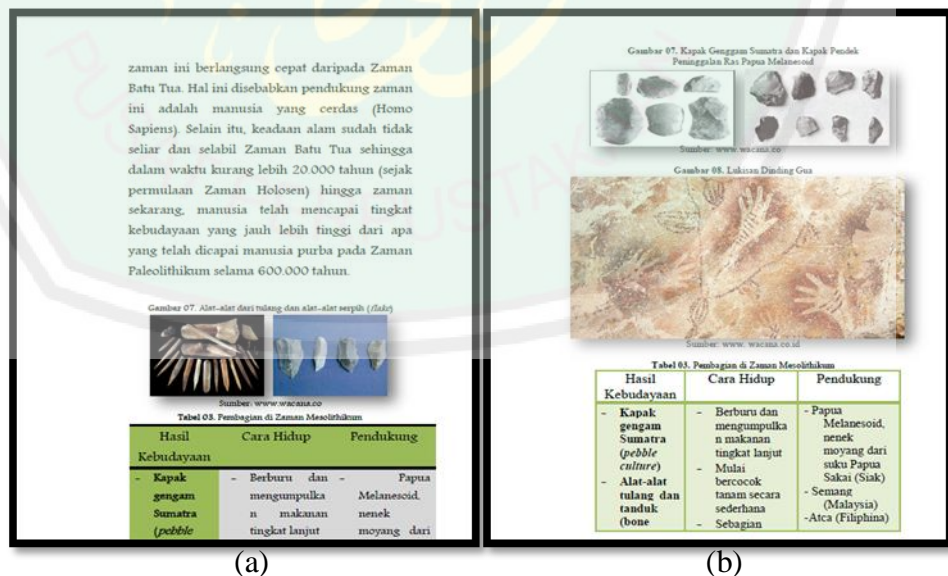 zaman ini berlangsung cepat daripada Zaman
Batu Tua. Hal ini disebabkan pendukung zaman
ini adalah manusia yang cerdas (Homo
Sapiens). Selain itu, keadaan alam sudah tidak
seliar dan selabil Zaman Batu Tua sehingga
dalam waktu kurang lebih 20.000 tahun (sejak
permulaan Zaman Holosen) hingga zaman
sekarang, manusia telah mencapai tingkat
kebudayaan yang jauh lebih tinggi dari apa
yang telah dicapai manusia purba pada Zaman
Paleolithikum selama 600.000 tahun.
Gambar 07. Alat-alat dari tulang dan alat-alat serpih (flake)
Sumber: www.wacana.co
Tabel 03. Pembagian di Zaman Mesolithikum
Hasil Cara Hidup Pendukung
Kebudayaan
- Kapak - Berburu dan - Papua
gengam mengumpulka Melanesoid,
Sumatra n makanan nenek
(pebble tingkat lanjut moyang dari
(a)
Gambar 07. Kapak Genggam Sumatra dan Kapak Pendek
Peninggalan Ras Papua Melanesoid
Sumber: www.wacana.co
Gambar 08. Lukisan Dinding Gua
Sumber: www. wacana.co.id
Tabel 03. Pembagian di Zaman Mesolithikum
Hasil Cara Hidup Pendukung
Kebudayaan
- Kapak - Berburu dan - Papua
gengam mengumpulka Melanesoid,
Sumatra n makanan nenek
(pebble tingkat lanjut moyang dari
culture) - Mulai suku Papua
- Alat-alat bercocok Sakai (Siak)
tulang dan tanam secara - Semang
tanduk sederhana (Malaysia)
(bone - Sebagian -Atca (Filiphina)
(b)